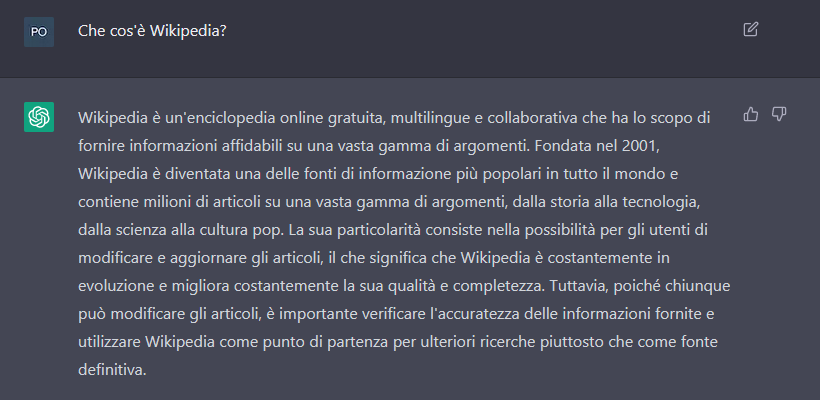 PO
Che cos'è Wikipedia?
Wikipedia è un'enciclopedia online gratuita, multilingue e collaborativa che ha lo scopo di
fornire informazioni affidabili su una vasta gamma di argomenti. Fondata nel 2001,
Wikipedia è diventata una delle fonti di informazione più popolari in tutto il mondo e
contiene milioni di articoli su una vasta gamma di argomenti, dalla storia alla tecnologia,
dalla scienza alla cultura pop. La sua particolarità consiste nella possibilità per gli utenti di
modificare e aggiornare gli articoli, il che significa che Wikipedia è costantemente in
evoluzione e migliora costantemente la sua qualità e completezza. Tuttavia, poiché chiunque
può modificare gli articoli, è importante verificare l'accuratezza delle informazioni fornite e
utilizzare Wikipedia come punto di partenza per ulteriori ricerche piuttosto che come fonte
definitiva.